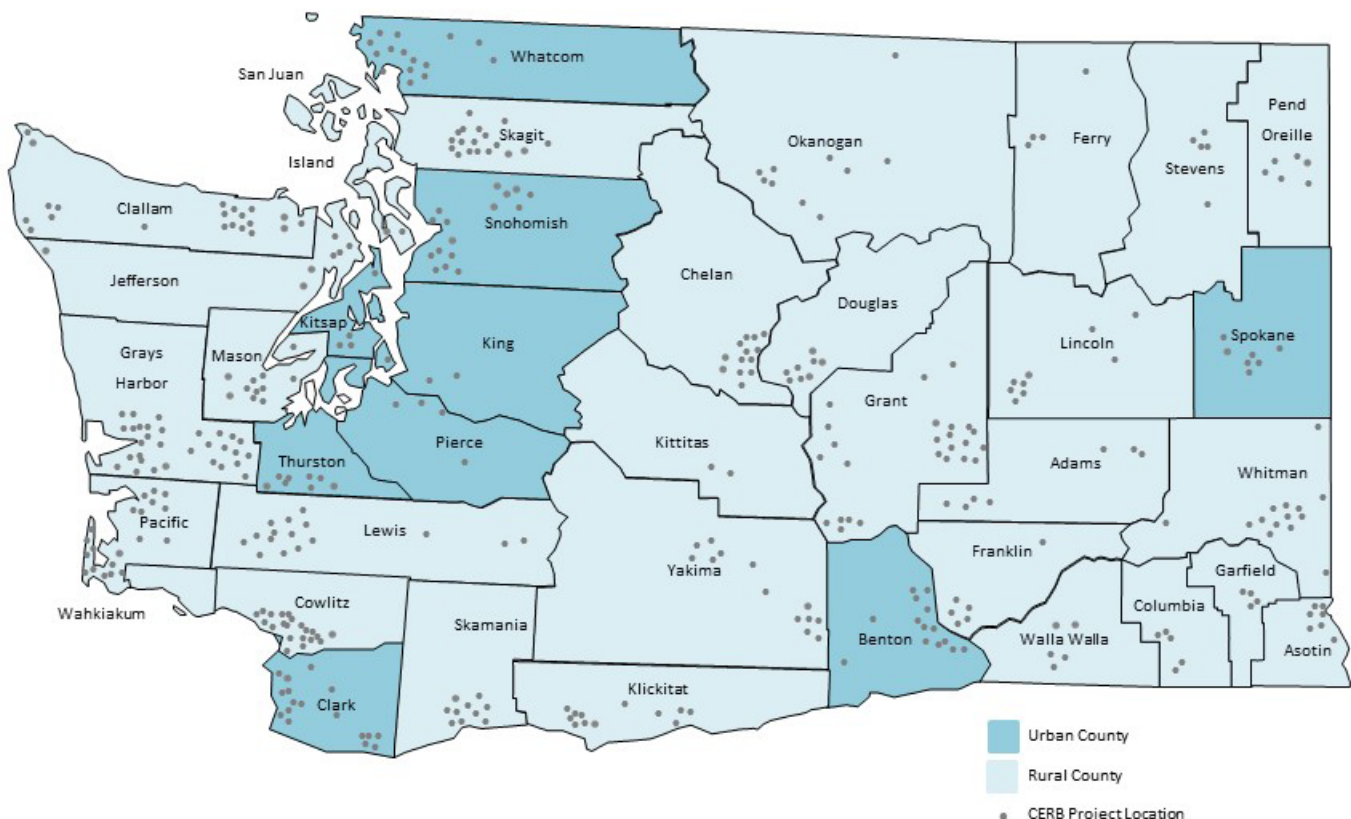 Whatcom
San Juan
Skagit
Island
Okanogan
Ferry
Pend
Oreille
Stevens
Clallam
Snohomish
Jefferson
Chelan
Douglas
Kitsap
King
Lincoln
Spokane
Grays
Harbor
Mason
Grant
Kittitas
Pierce
Thurston
Adams
Whitman
Pacific
Lewis
Franklin
Yakima
Garfield
Wahkiakum
Cowlitz
Skamania
Benton
Columbia
Walla Walla
Asotin
Klickitat
Clark
Urban County
Rural County
CERB Project Location